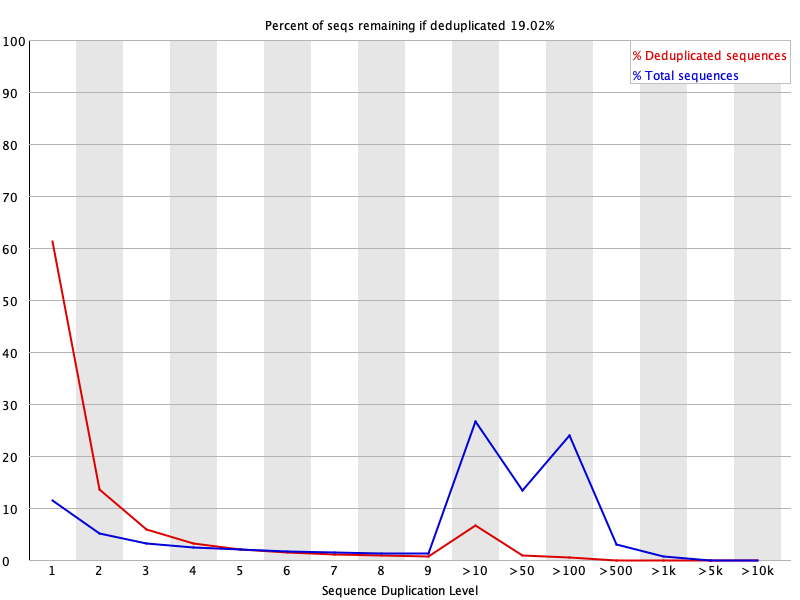 Percent of seqs remaining if deduplicated 19.02%
% Deduplicated sequences
% Total sequences
100
90
80
70
60
50
40
30
20
10
0
1 2 3 4 5 6 7 8 9 >10 >50 >100 >500 >1k >5k >10k
Sequence Duplication Level